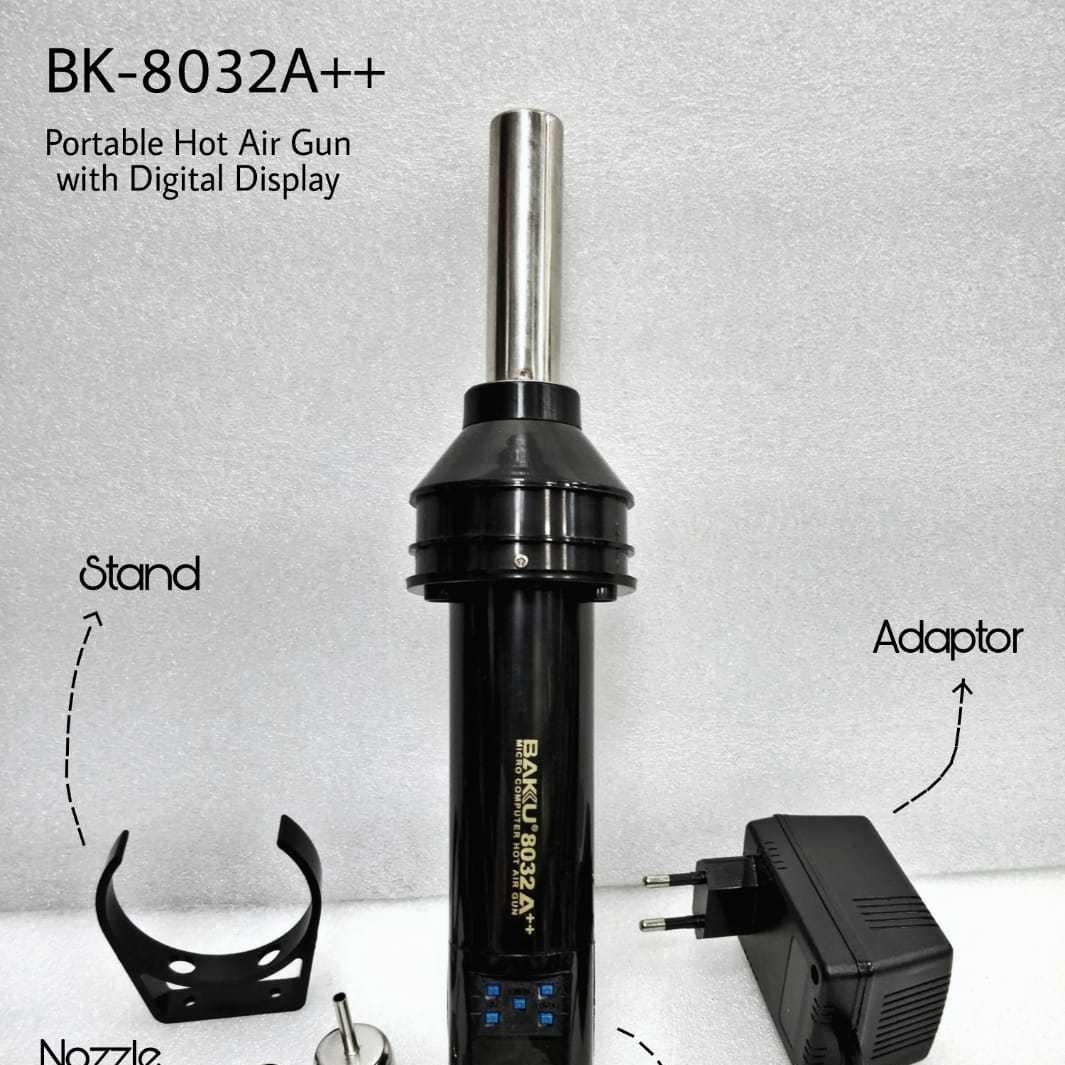 BK-8032A++
Portable Hot Air Gun
with Digital Display
Stand
Adaptor
BAKU® 8032A++
MICRO COMPUTER HOT AIR GUN
Nozzle